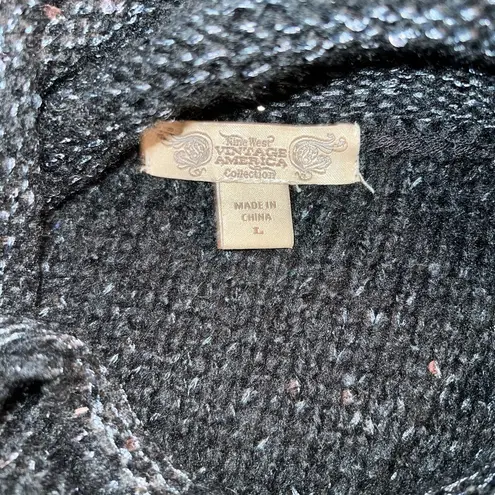 Nine West
VINTAGE
AMERICA
Collection
MADE IN
CHINA